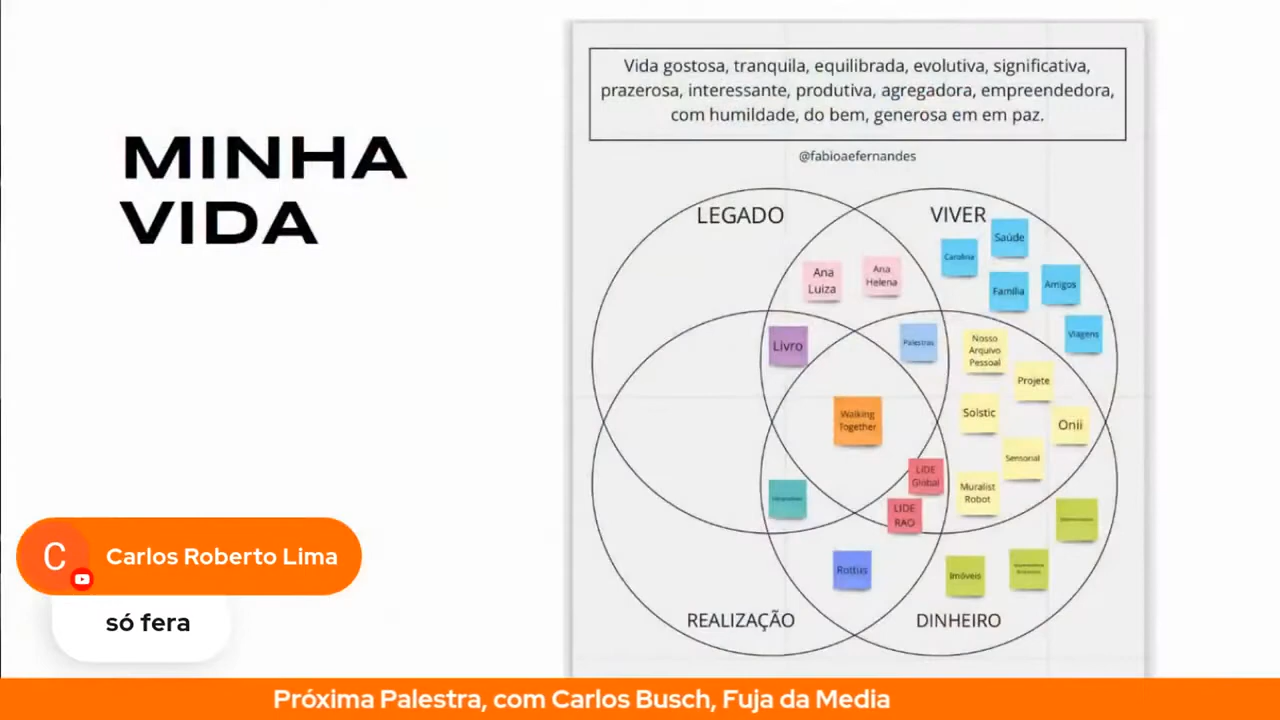 MINHA
VIDA
Vida gostosa, tranquila, equilibrada, evolutiva, significativa,
prazerosa, interessante, produtiva, agregadora, empreendedora,
com humildade, do bem, generosa em em paz.
@fabioaefernandes
LEGADO
VIVER
Saúde
Carolina
Família
Amigos
Viagens
Ana
Luiza
Ana
Helena
Livro
Palestras
Nosso
Arquivo
Pessoal
Projete
Solstic
Onii
Walking
Together
Sensorial
LIDE
Global
Muralist
Robot
LIDE
RAO
Rottus
Imóveis
REALIZAÇÃO
DINHEIRO
C
Carlos Roberto Lima
só fera
Próxima Palestra, com Carlos Busch, Fuja da Media